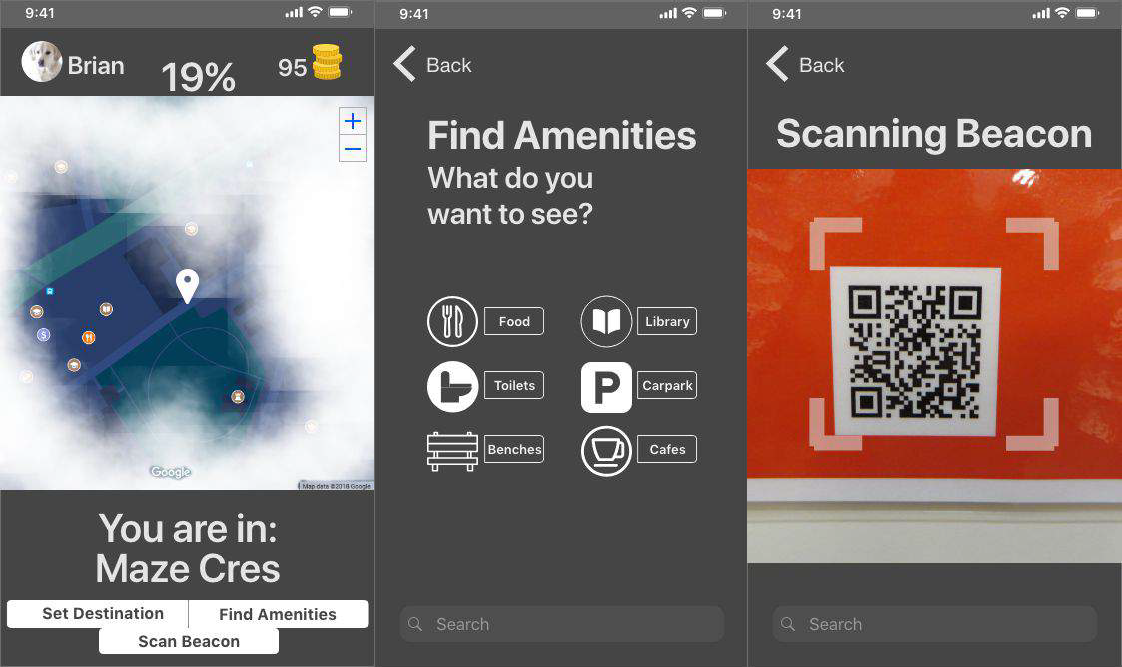 9:41
Brian
19%
95
Google
Map data ©2018 Google
You are in:
Maze Cres
Set Destination
Find Amenities
Scan Beacon
9:41
Back
Find Amenities
What do you
want to see?
Food
Library
Toilets
P
Carpark
Benches
Cafes
Search
9:41
Back
Scanning Beacon
Search